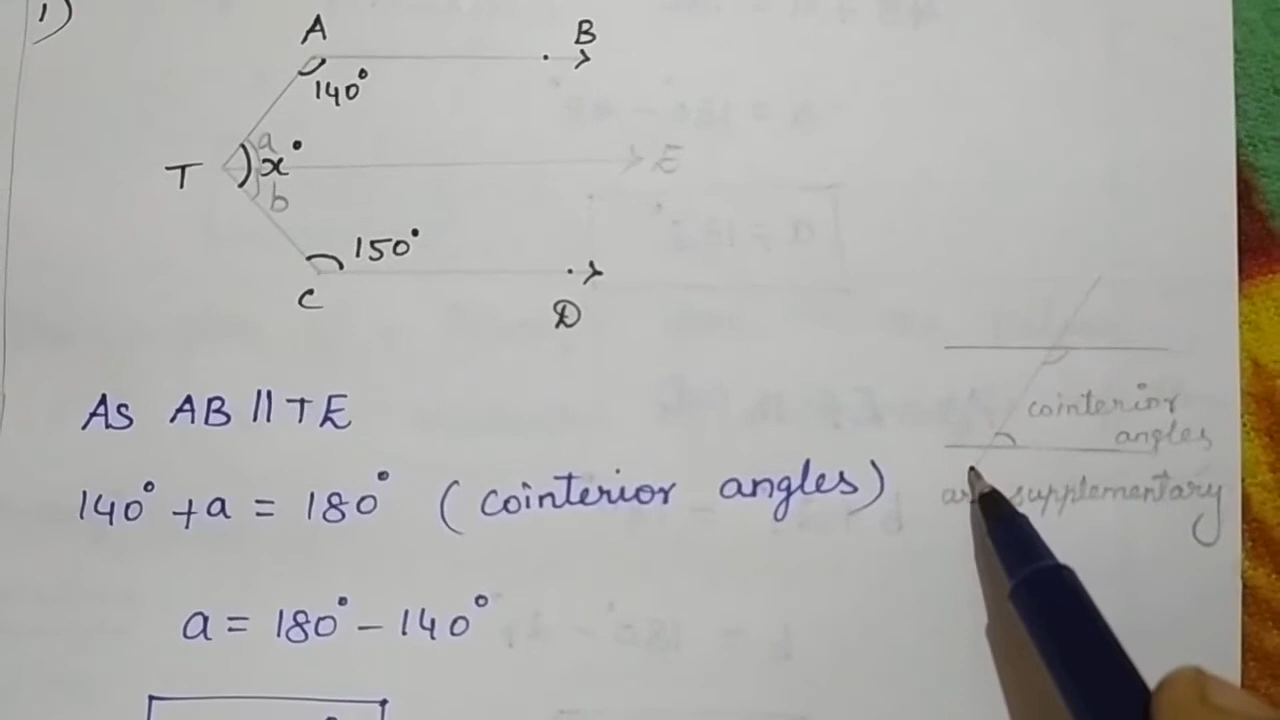 1)
A
B
140°
a
T
x°
E
b
150°
C
D
As AB || TE
cointerior
angles
140° + a = 180° (cointerior angles)
supplementary
a = 180° - 140°